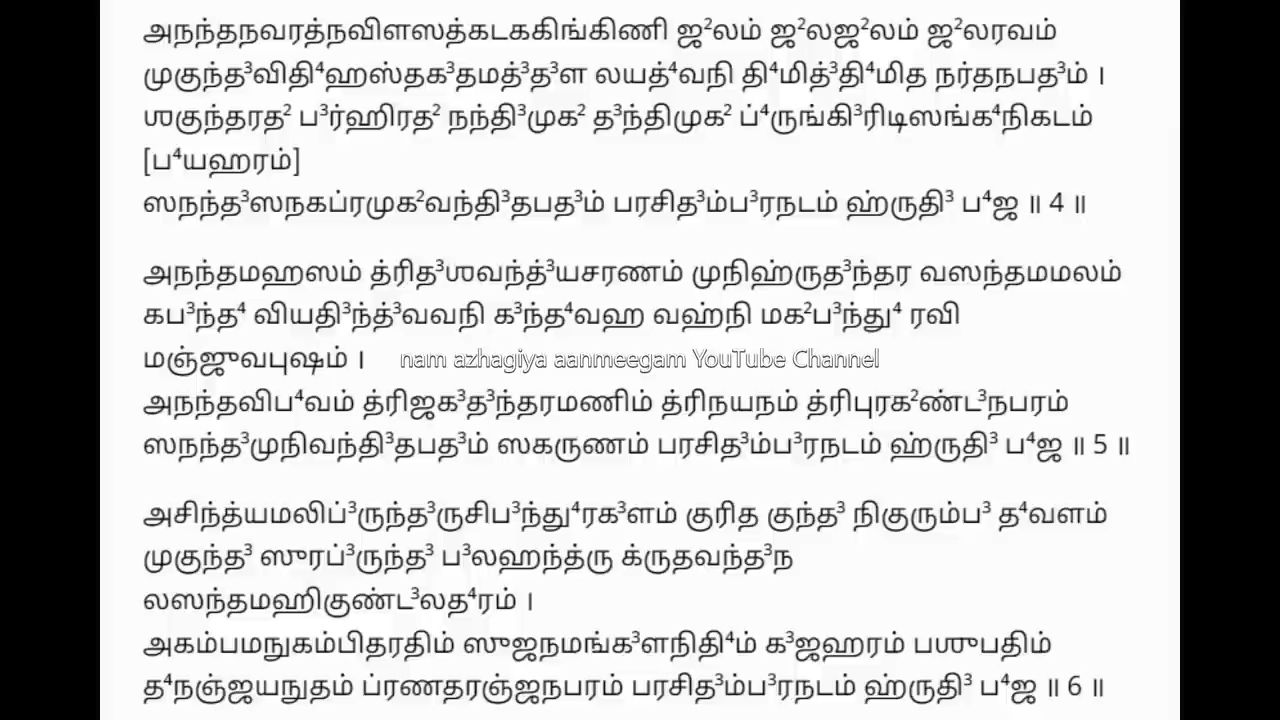 அநந்தநவரத்நவிளஸத்கடககிங்கிணி ஜ²லம் ஜ²லஜ²லம் ஜ²லரவம்
முகுந்த³விதி⁴ஹஸ்தக³தமத்³த³ள லயத்⁴வநி தி⁴மித்³தி⁴மித நர்தநபத³ம் ।
ஶகுந்தரத² ப³ர்ஹிரத² நந்தி³முக² த³ந்திமுக² ப்⁴ருங்கி³ரிடிஸங்க⁴நிகடம்
[ப⁴யஹரம்]
ஸநந்த³ஸநகப்ரமுக²வந்தி³தபத³ம் பரசித³ம்ப³ரநடம் ஹ்ருதி³ ப⁴ஜ ॥ 4 ॥
அநந்தமஹஸம் த்ரித³ஶவந்த்³யசரணம் முநிஹ்ருத³ந்தர வஸந்தமமலம்
கப³ந்த⁴ வியதி³ந்த்³வவநி க³ந்த⁴வஹ வஹ்நி மக²ப³ந்து⁴ ரவி
மஞ்ஜுவபுஷம் ।
nam azhagiya aanmeegam YouTube Channel
அநந்தவிப⁴வம் த்ரிஜக³த³ந்தரமணிம் த்ரிநயநம் த்ரிபுரக²ண்ட³நபரம்
ஸநந்த³முநிவந்தி³தபத³ம் ஸகருணம் பரசித³ம்ப³ரநடம் ஹ்ருதி³ ப⁴ஜ ॥ 5 ॥
அசிந்த்யமலிப்³ருந்த³ருசிப³ந்து⁴ரக³ளம் குரித குந்த³ நிகுரும்ப³ த⁴வளம்
முகுந்த³ ஸுரப்³ருந்த³ ப³லஹந்த்ரு க்ருதவந்த³ந
லஸந்தமஹிகுண்ட³லத⁴ரம் ।
அகம்பமநுகம்பிதரதிம் ஸுஜநமங்க³ளநிதி⁴ம் க³ஜஹரம் பஶுபதிம்
த⁴நஞ்ஜயநுதம் ப்ரணதரஞ்ஜநபரம் பரசித³ம்ப³ரநடம் ஹ்ருதி³ ப⁴ஜ ॥ 6 ॥